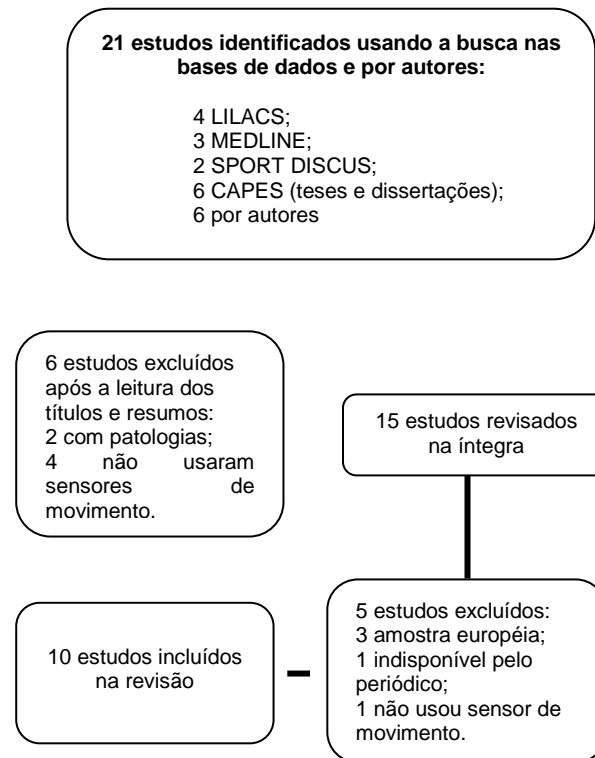 21 estudos identificados usando a busca nas
bases de dados e por autores:
4 LILACS;
3 MEDLINE;
2 SPORT DISCUS;
6 CAPES (teses e dissertações);
6 por autores
6 estudos excluídos
após a leitura dos
títulos e resumos:
2 com patologias;
4 não usaram
sensores de
movimento.
15 estudos revisados
na íntegra
5 estudos excluídos:
3 amostra européia;
1 indisponível pelo
periódico;
1 não usou sensor de
movimento.
10 estudos incluídos
na revisão